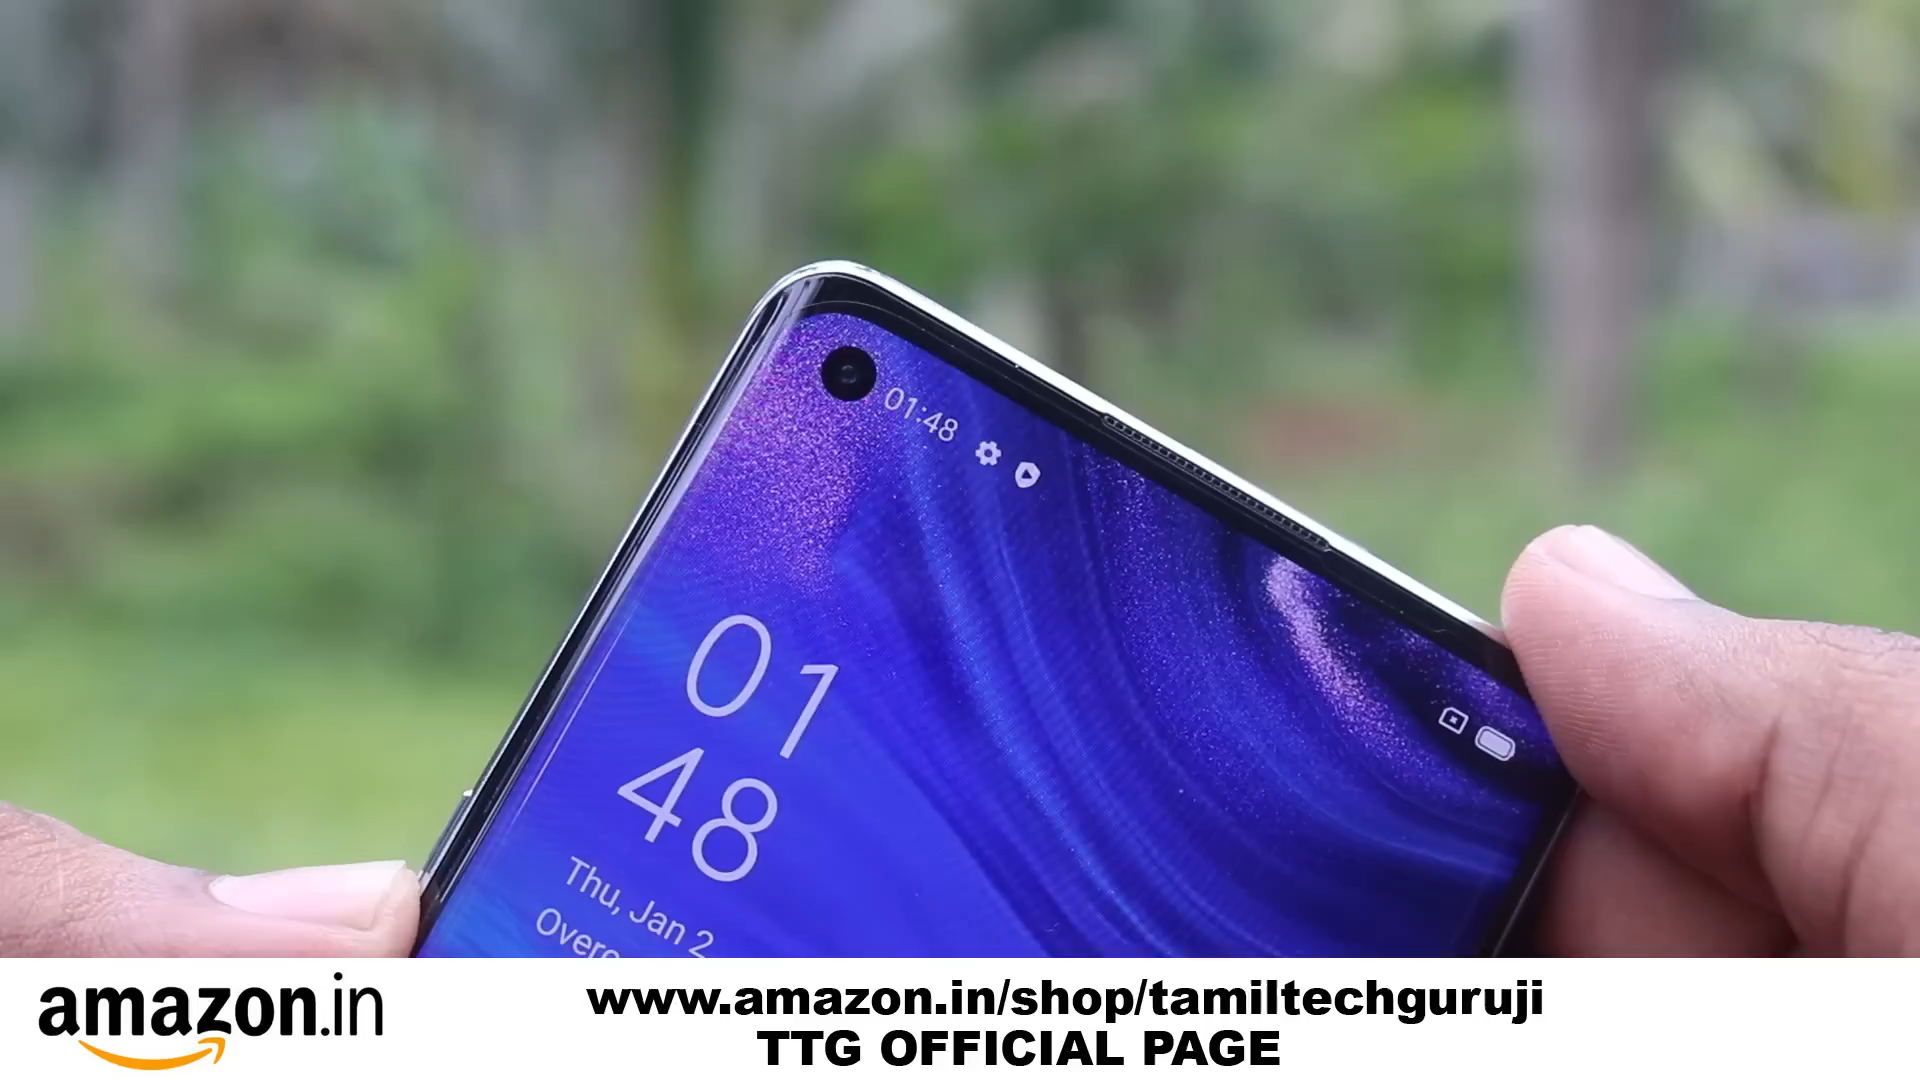 01:48
01
48
Thu, Jan 2
amazon.in
www.amazon.in/shop/tamiltechguruji
TTG OFFICIAL PAGE